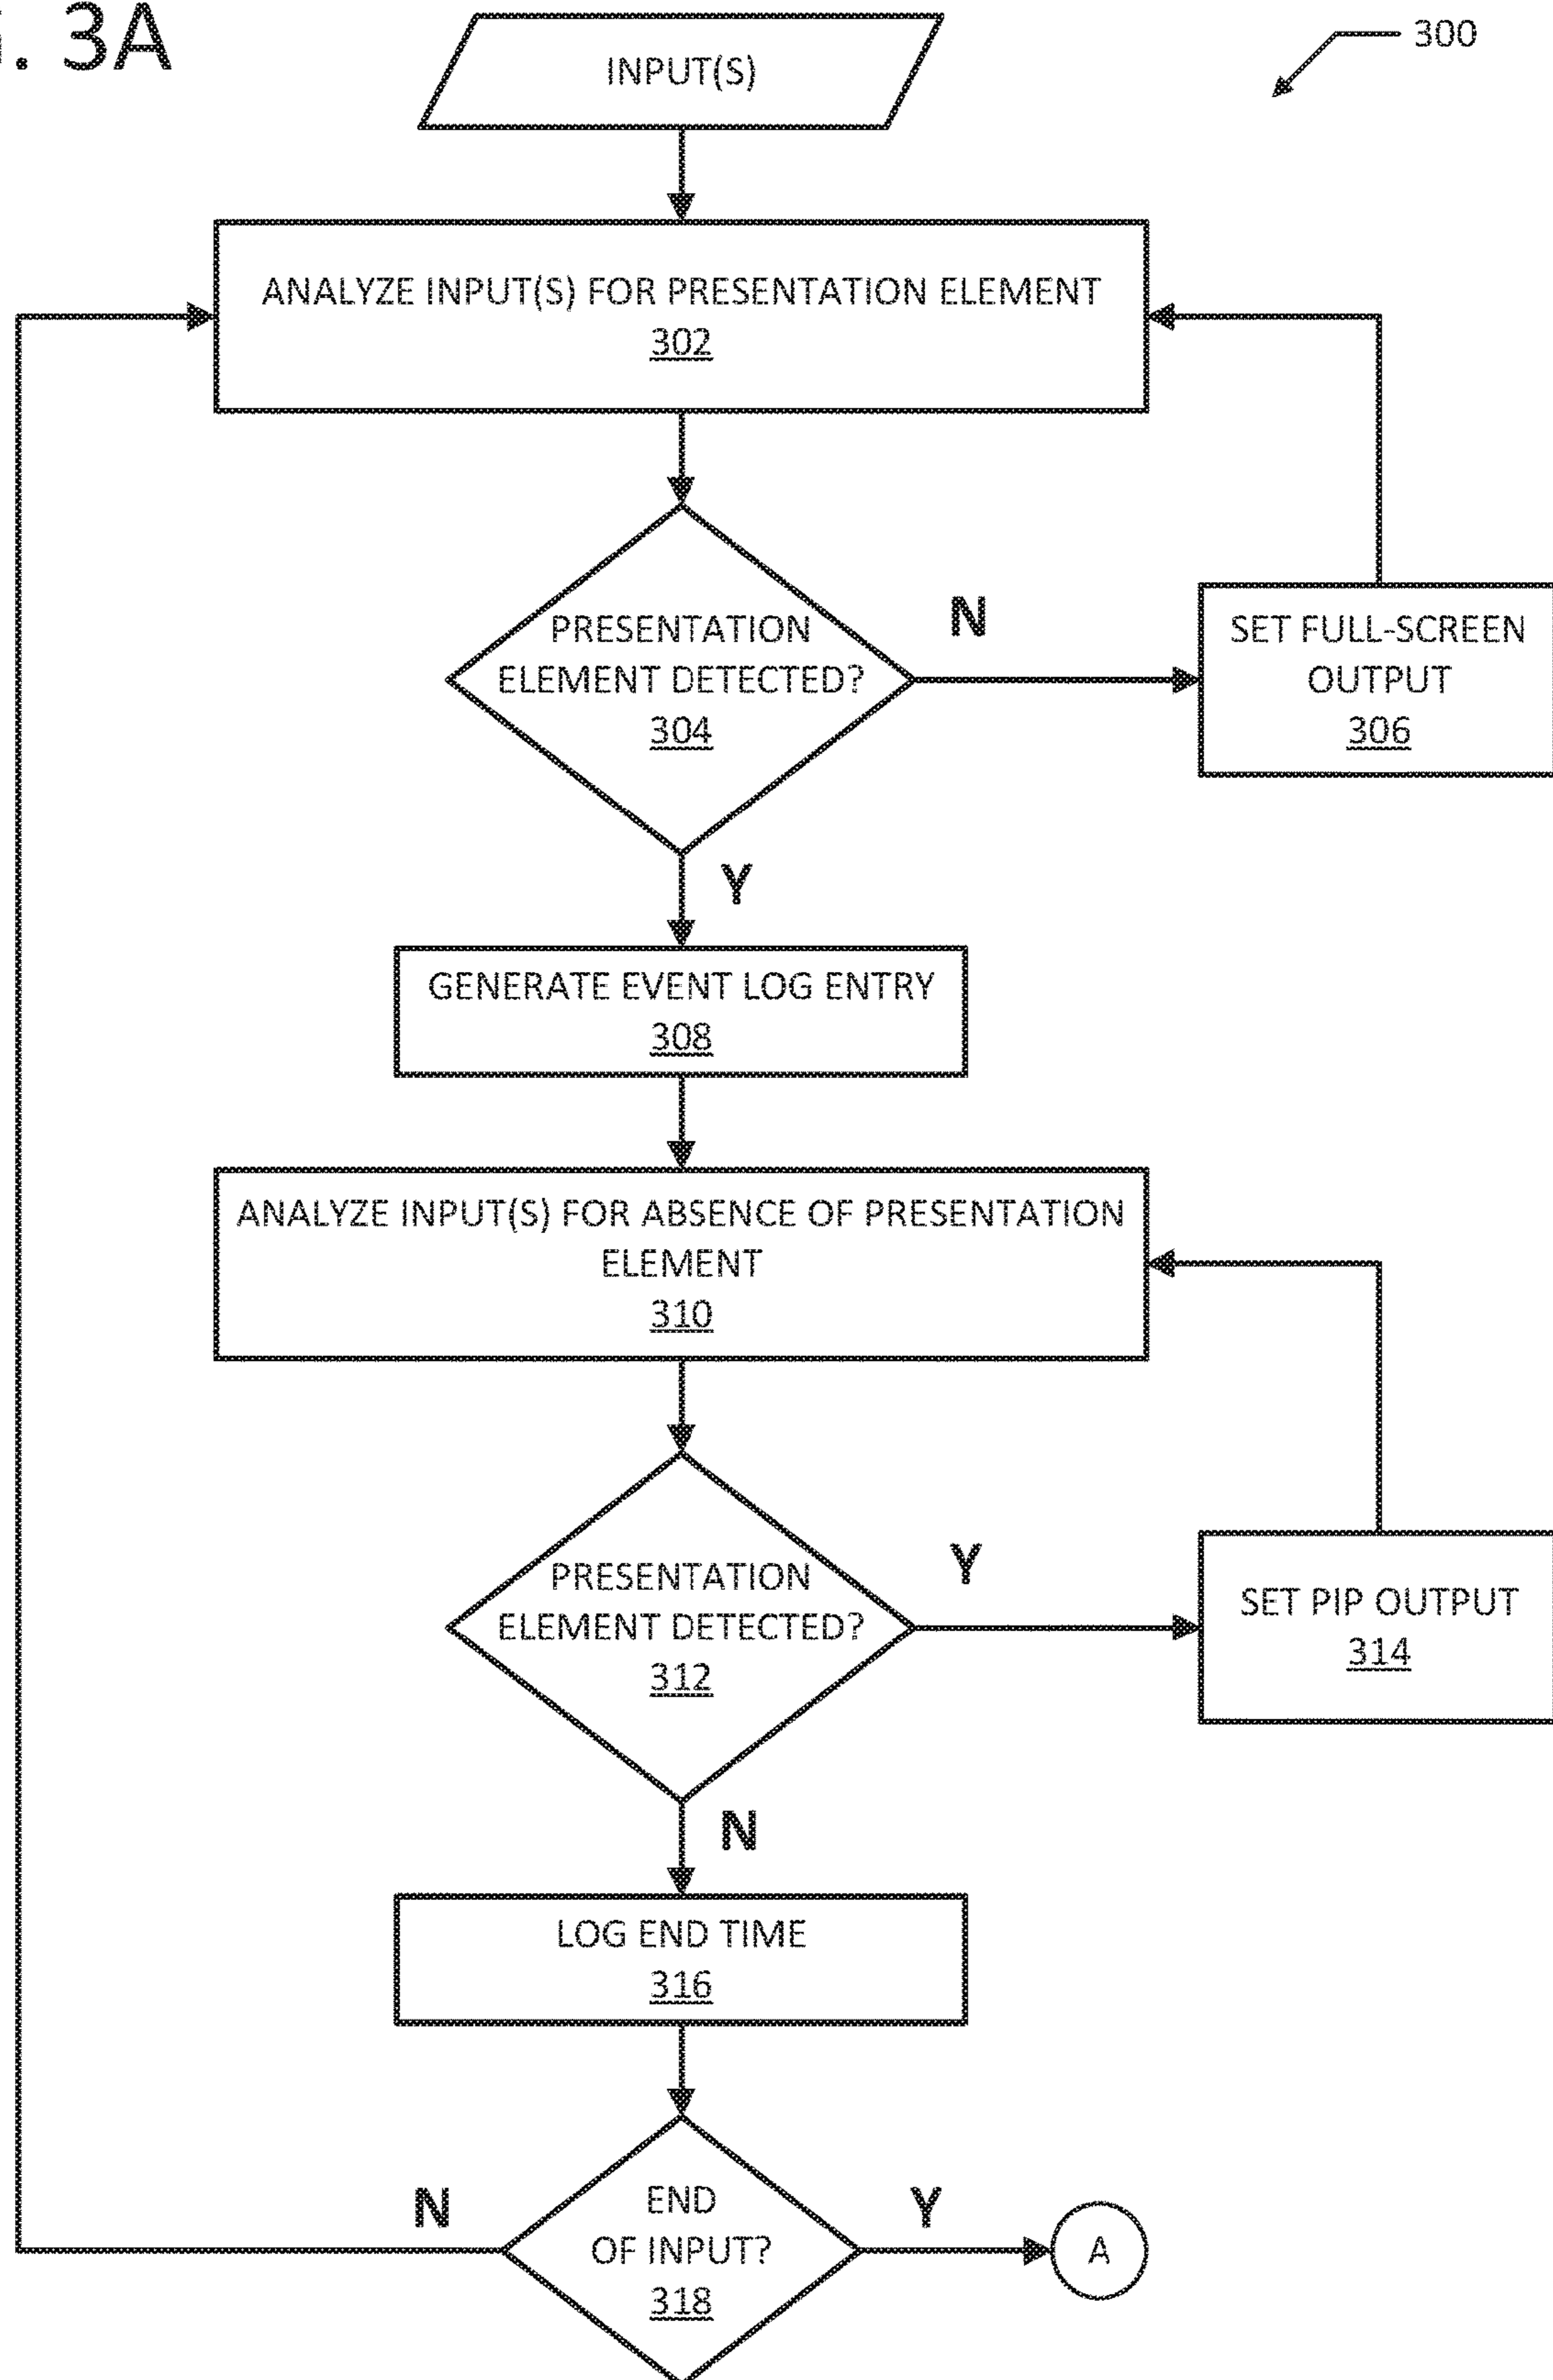 . 3A
300
INPUT(S)
ANALYZE INPUT(S) FOR PRESENTATION ELEMENT
302
PRESENTATION
ELEMENT DETECTED?
304
N
SET FULL-SCREEN
OUTPUT
306
Y
GENERATE EVENT LOG ENTRY
308
ANALYZE INPUT(S) FOR ABSENCE OF PRESENTATION
ELEMENT
310
PRESENTATION
ELEMENT DETECTED?
312
Y
SET PIP OUTPUT
314
N
LOG END TIME
316
N
END
OF INPUT?
318
Y
A